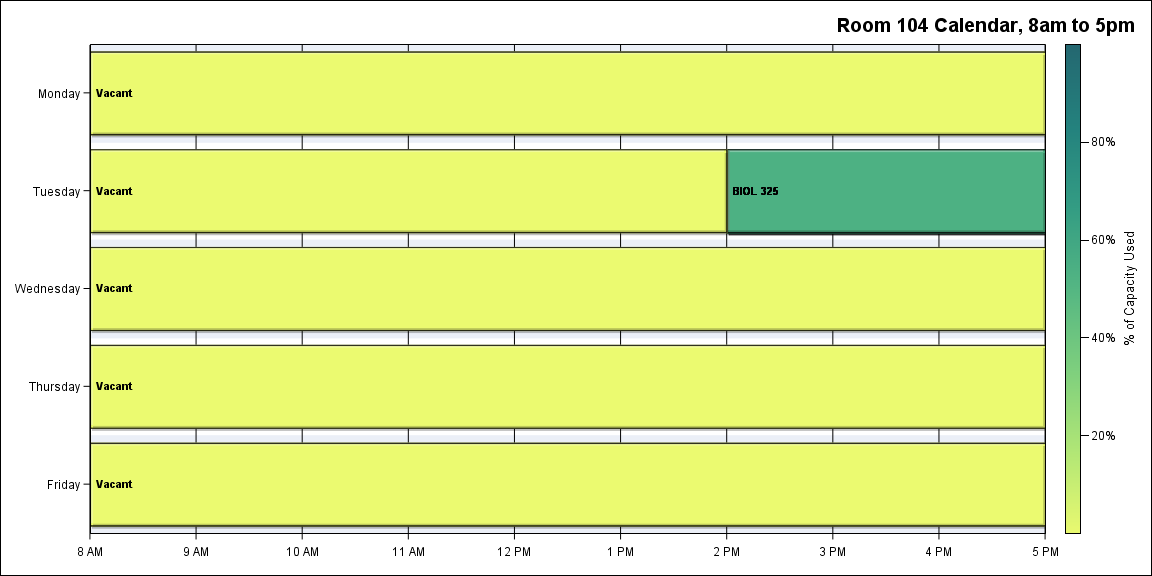 Room 104 Calendar, 8am to 5pm
Monday
Vacant
Tuesday
Vacant
BIOL 325
Wednesday
Vacant
Thursday
Vacant
Friday
Vacant
8 AM 9 AM 10 AM 11 AM 12 PM 1 PM 2 PM 3 PM 4 PM 5 PM
80%
60%
40%
20%
% of Capacity Used